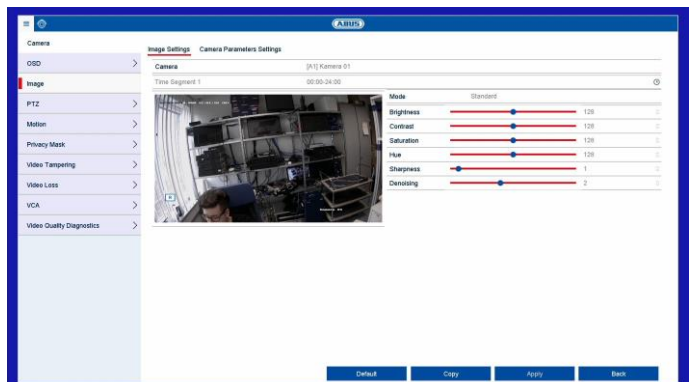 ABUS
Camera
OSD
Image
PTZ
Motion
Privacy Mask
Video Tampering
Video Loss
VCA
Video Quality Diagnostics
Image Settings Camera Parameters Settings
Camera [A1] Kamera 01
Time Segment 1 00:00-24:00
Mode Standard
Brightness 128
Contrast 128
Saturation 128
Hue 128
Sharpness 1
Denoising 2
Default Copy Apply Back